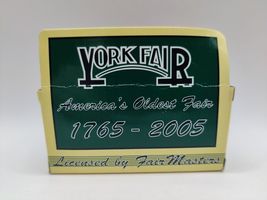 YORK FAIR
America's Oldest Fair
1765 - 2005
Licensed by FairMasters